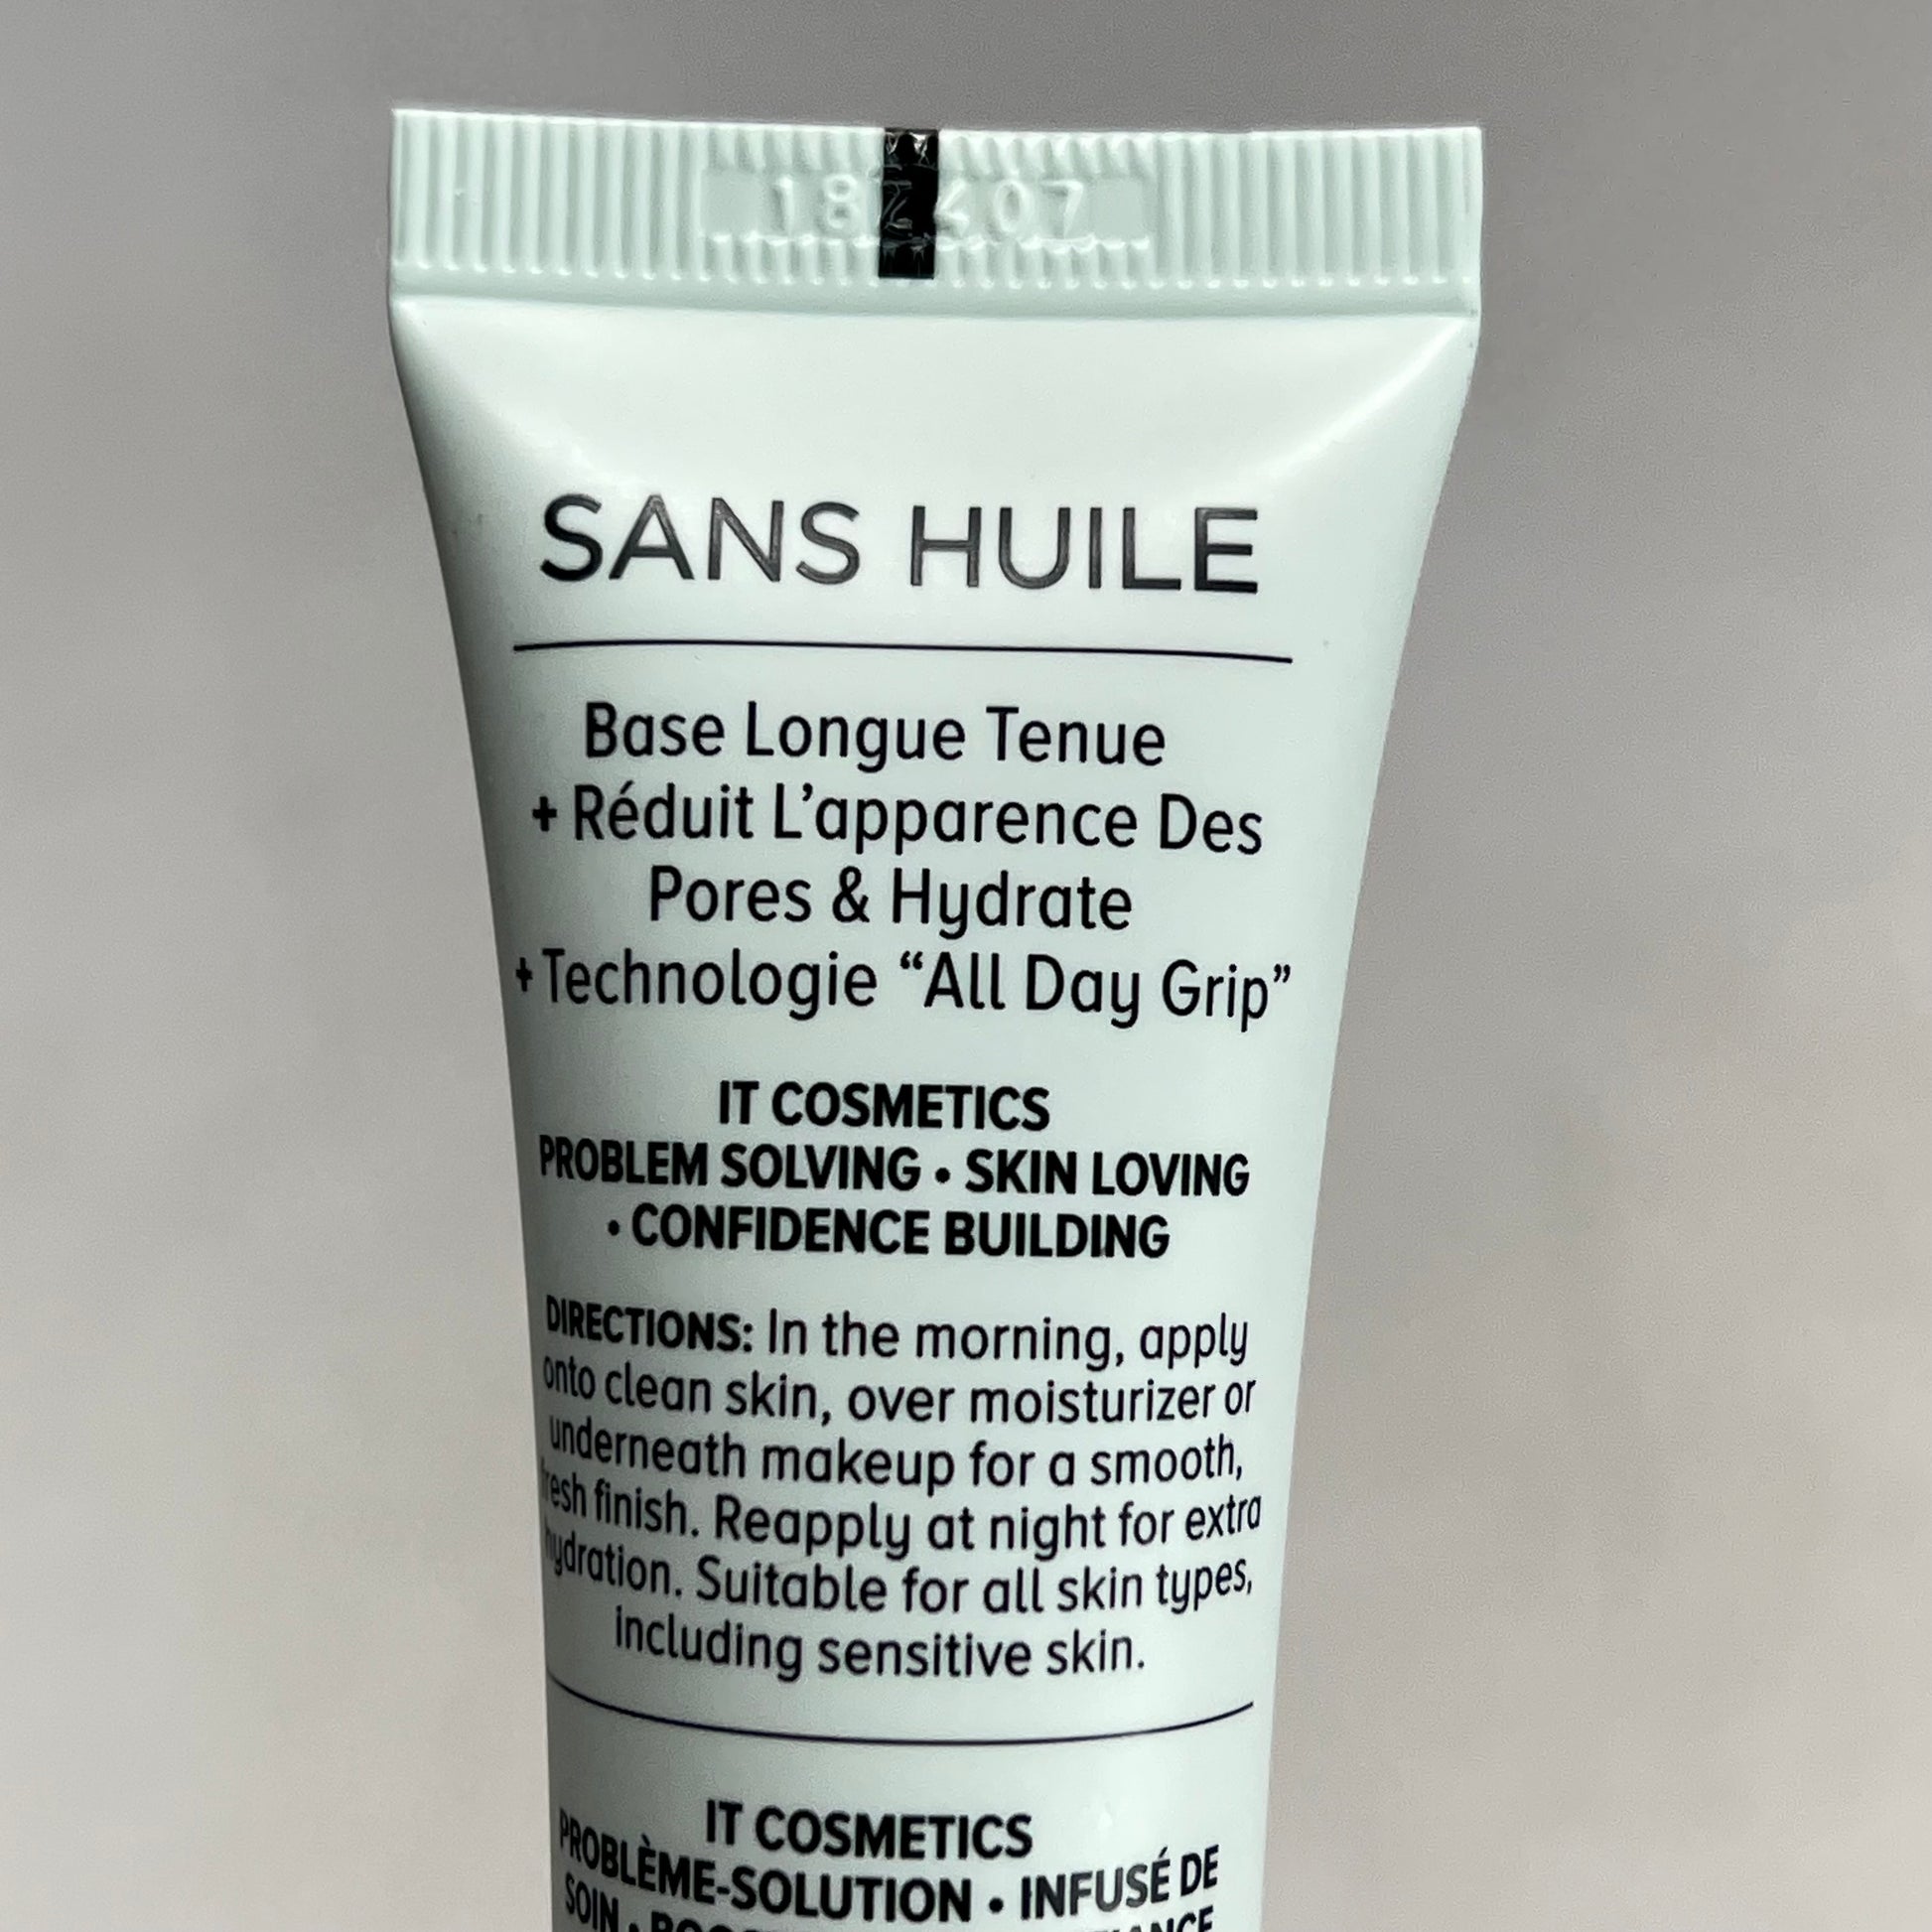 SANS HUILE
Base Longue Tenue
+ Réduit L’apparence Des
Pores & Hydrate
+ Technologie “All Day Grip”
IT COSMETICS
PROBLEM SOLVING • SKIN LOVING
• CONFIDENCE BUILDING
DIRECTIONS: In the morning, apply
onto clean skin, over moisturizer or
underneath makeup for a smooth,
fresh finish. Reapply at night for extra
hydration. Suitable for all skin types,
including sensitive skin.
IT COSMETICS
PROBLÈME-SOLUTION • INFUSÉ DE
SOIN •